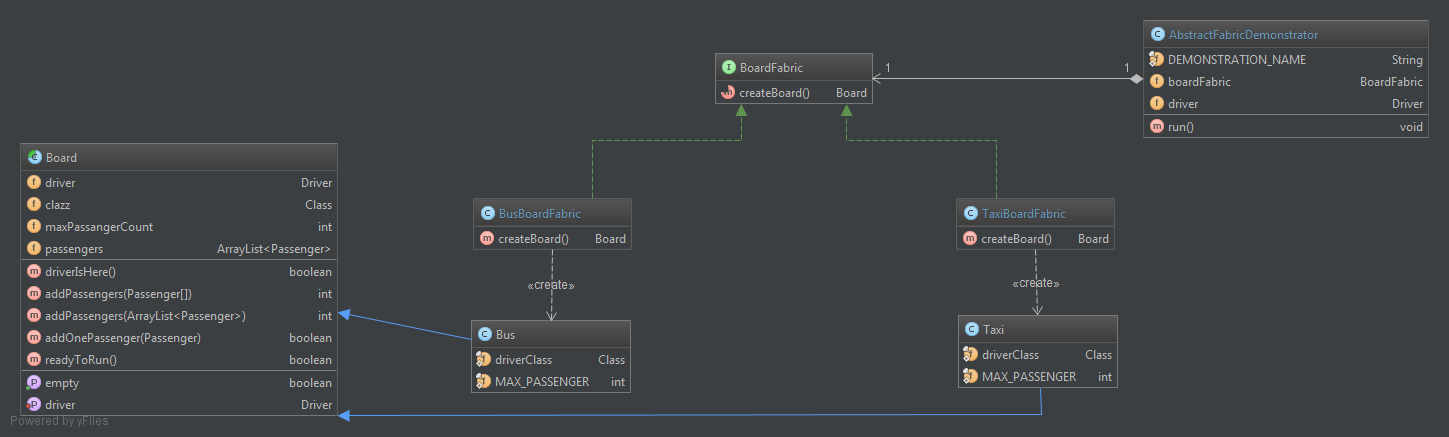 AbstractFabricDemonstrator
DEMONSTRATION_NAME String
boardFabric BoardFabric
driver Driver
run() void
BoardFabric
createBoard() Board
1
1
Board
driver Driver
clazz Class
maxPassangerCount int
passengers ArrayList<Passenger>
driverIsHere() boolean
addPassengers(Passenger[]) int
addPassengers(ArrayList<Passenger>) int
addOnePassenger(Passenger) boolean
readyToRun() boolean
empty boolean
driver Driver
BusBoardFabric
createBoard() Board
TaxiBoardFabric
createBoard() Board
«create»
«create»
Bus
driverClass Class
MAX_PASSENGER int
Taxi
driverClass Class
MAX_PASSENGER int
Powered by yFiles